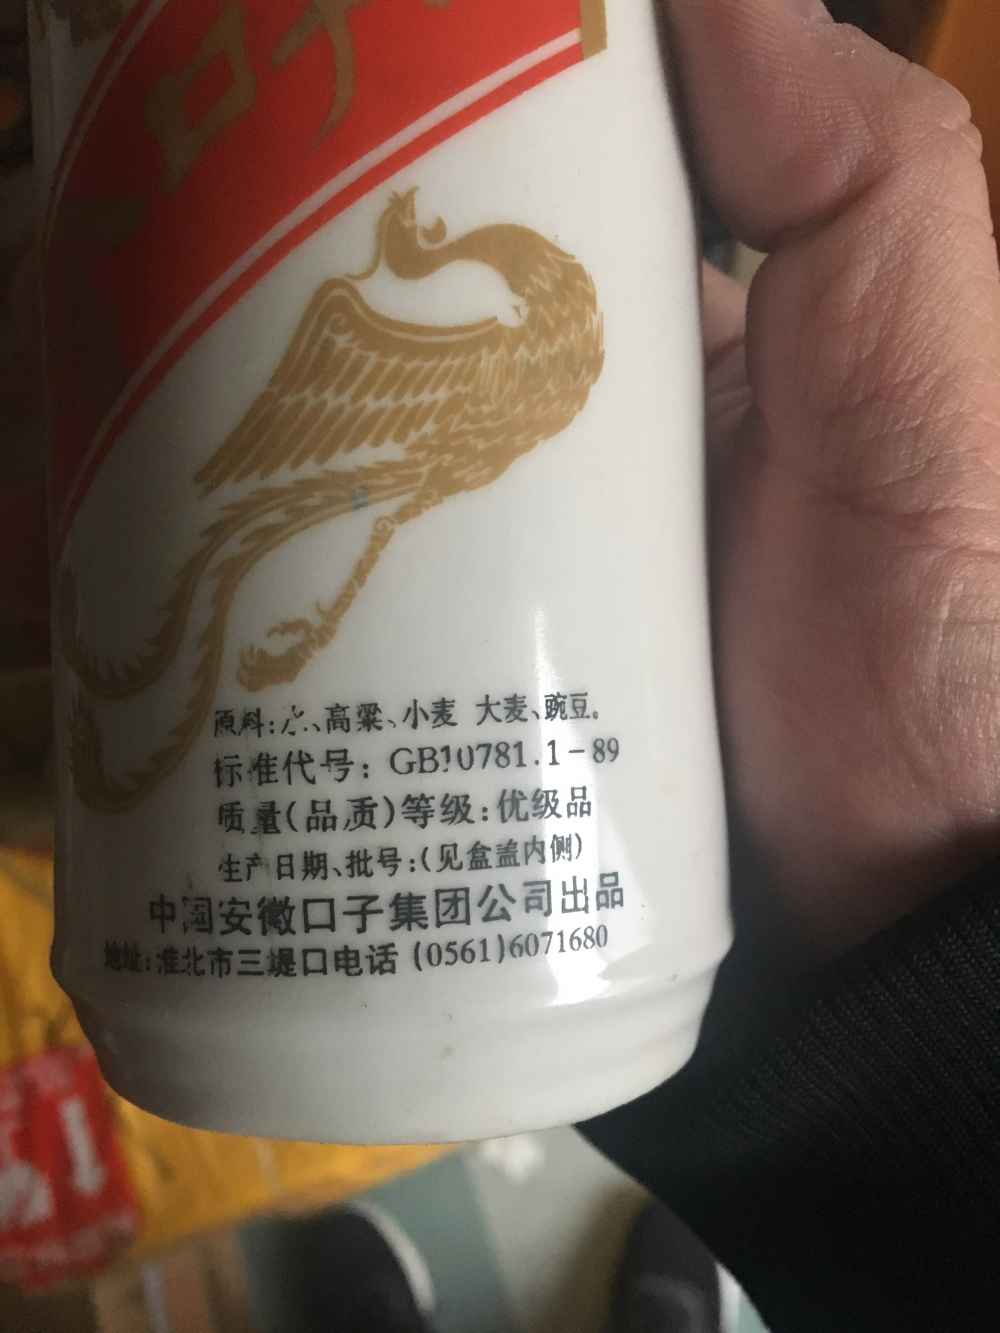 口子
原料:水、高粱、小麦 大麦、豌豆。
标准代号: GB10781.1-89
质量(品质)等级:优级品
生产日期、批号:(见盒盖内侧)
中国安徽口子集团公司出品
地址:淮北市三堤口电话 (0561)6071680